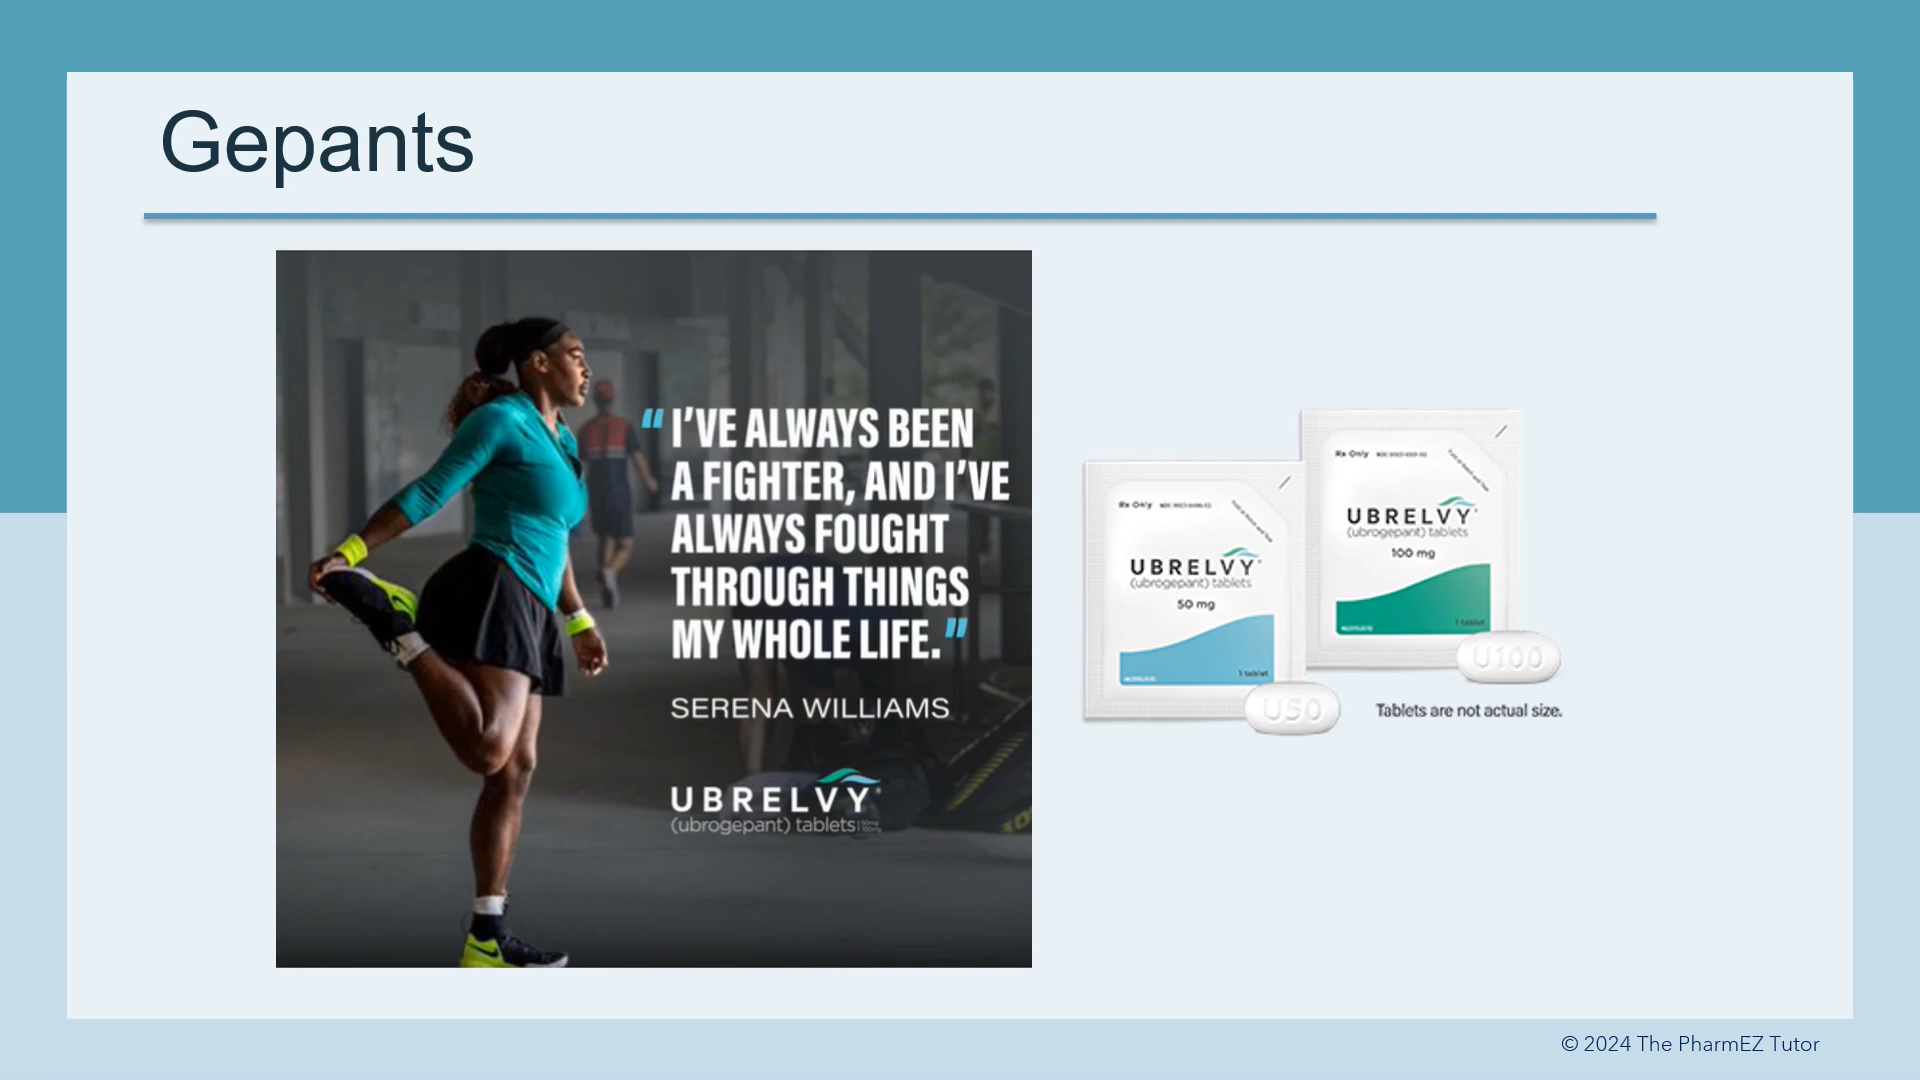 Gepants
“ I’VE ALWAYS BEEN
A FIGHTER, AND I’VE
ALWAYS FOUGHT
THROUGH THINGS
MY WHOLE LIFE.”
SERENA WILLIAMS
UBRELVY®
(ubrogepant) tablets
Rx Only
UBRELVY®
(ubrogepant) tablets
50 mg
1 tablet
U50
Rx Only
UBRELVY®
(ubrogepant) tablets
100 mg
1 tablet
U100
Tablets are not actual size.
© 2024 The PharmEZ Tutor